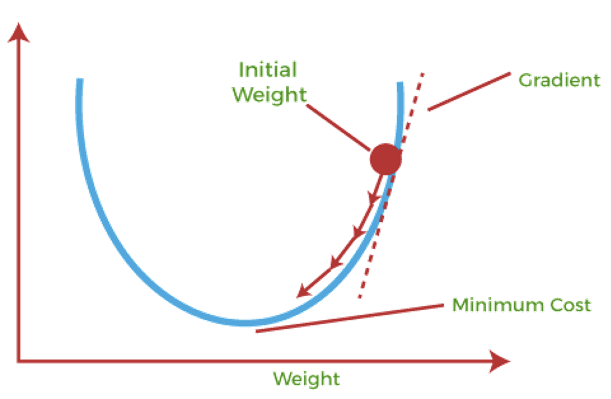 Initial
Weight
Gradient
Minimum Cost
Weight